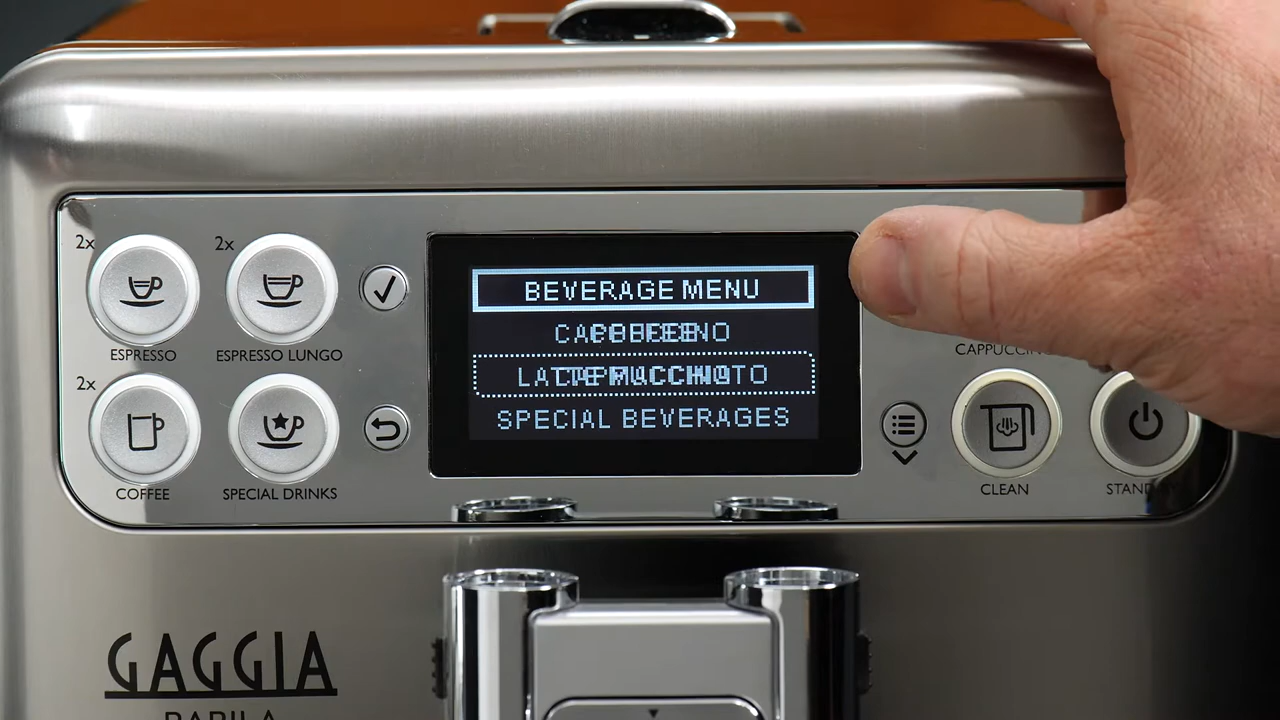 2x
2x
ESPRESSO
ESPRESSO LUNGO
2x
COFFEE
SPECIAL DRINKS
BEVERAGE MENU
SPECIAL BEVERAGES
CLEAN
GAGGIA